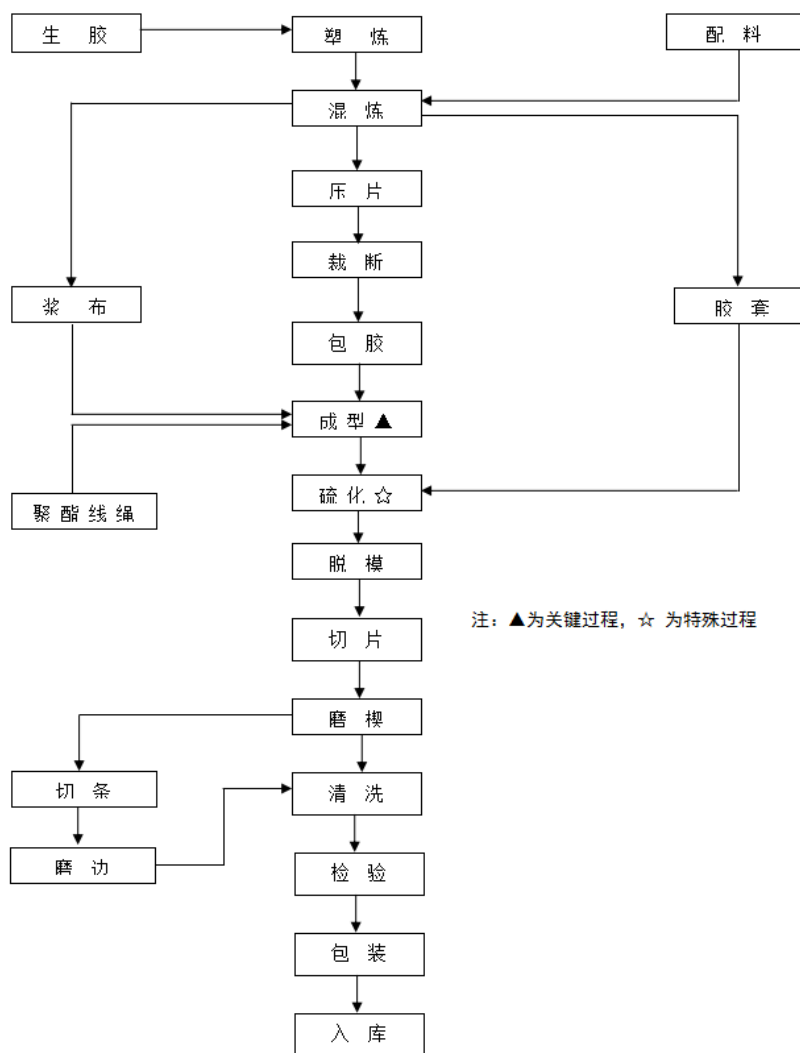 生 胶
塑 炼
配 料
混 炼
压 片
裁 断
浆 布
胶 套
包 胶
成 型 ▲
硫 化 ☆
聚 酯 线 绳
脱 模
注：▲为关键过程，☆ 为特殊过程
切 片
磨 楔
切 条
清 洗
磨 边
检 验
包 装
入 库